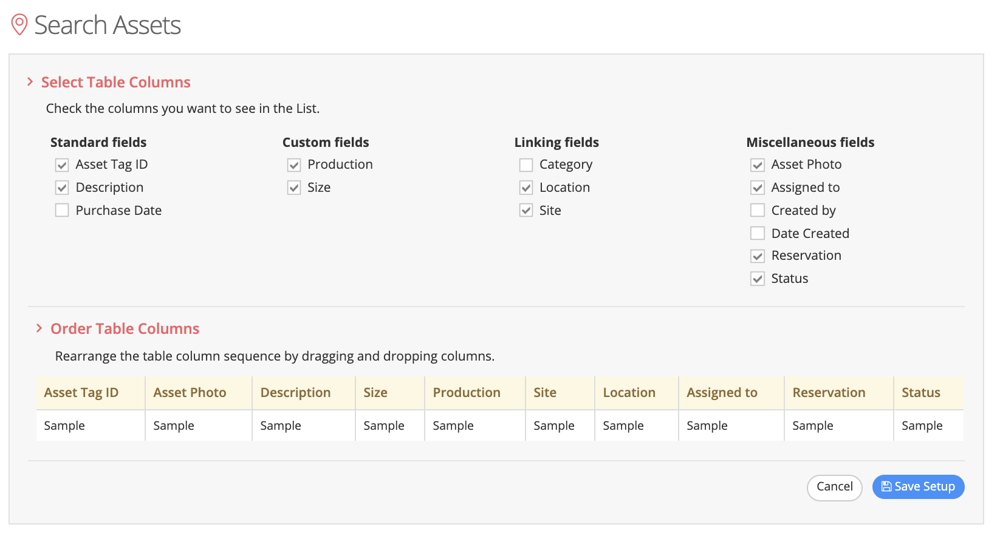 Search Assets
Select Table Columns
Check the columns you want to see in the List.
Standard fields
Asset Tag ID
Description
Purchase Date
Custom fields
Production
Size
Linking fields
Category
Location
Site
Miscellaneous fields
Asset Photo
Assigned to
Created by
Date Created
Reservation
Status
Order Table Columns
Rearrange the table column sequence by dragging and dropping columns.
Asset Tag ID Asset Photo Description Size Production Site Location Assigned to Reservation Status
Sample Sample Sample Sample Sample Sample Sample Sample Sample Sample
Cancel Save Setup